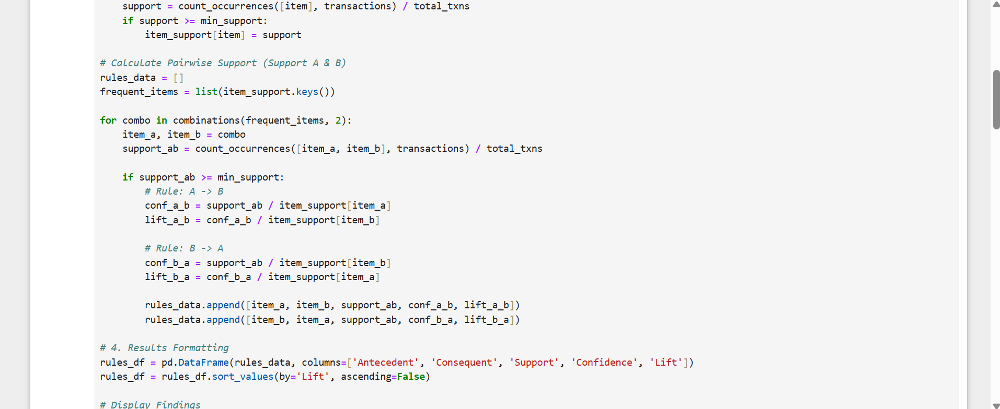 support = count_occurrences([item], transactions) / total_txns
    if support >= min_support:
        item_support[item] = support

# Calculate Pairwise Support (Support A & B)
rules_data = []
frequent_items = list(item_support.keys())

for combo in combinations(frequent_items, 2):
    item_a, item_b = combo
    support_ab = count_occurrences([item_a, item_b], transactions) / total_txns

    if support_ab >= min_support:
        # Rule: A -> B
        conf_a_b = support_ab / item_support[item_a]
        lift_a_b = conf_a_b / item_support[item_b]

        # Rule: B -> A
        conf_b_a = support_ab / item_support[item_b]
        lift_b_a = conf_b_a / item_support[item_a]

        rules_data.append([item_a, item_b, support_ab, conf_a_b, lift_a_b])
        rules_data.append([item_b, item_a, support_ab, conf_b_a, lift_b_a])

# 4. Results Formatting
rules_df = pd.DataFrame(rules_data, columns=['Antecedent', 'Consequent', 'Support', 'Confidence', 'Lift'])
rules_df = rules_df.sort_values(by='Lift', ascending=False)

# Display Findings